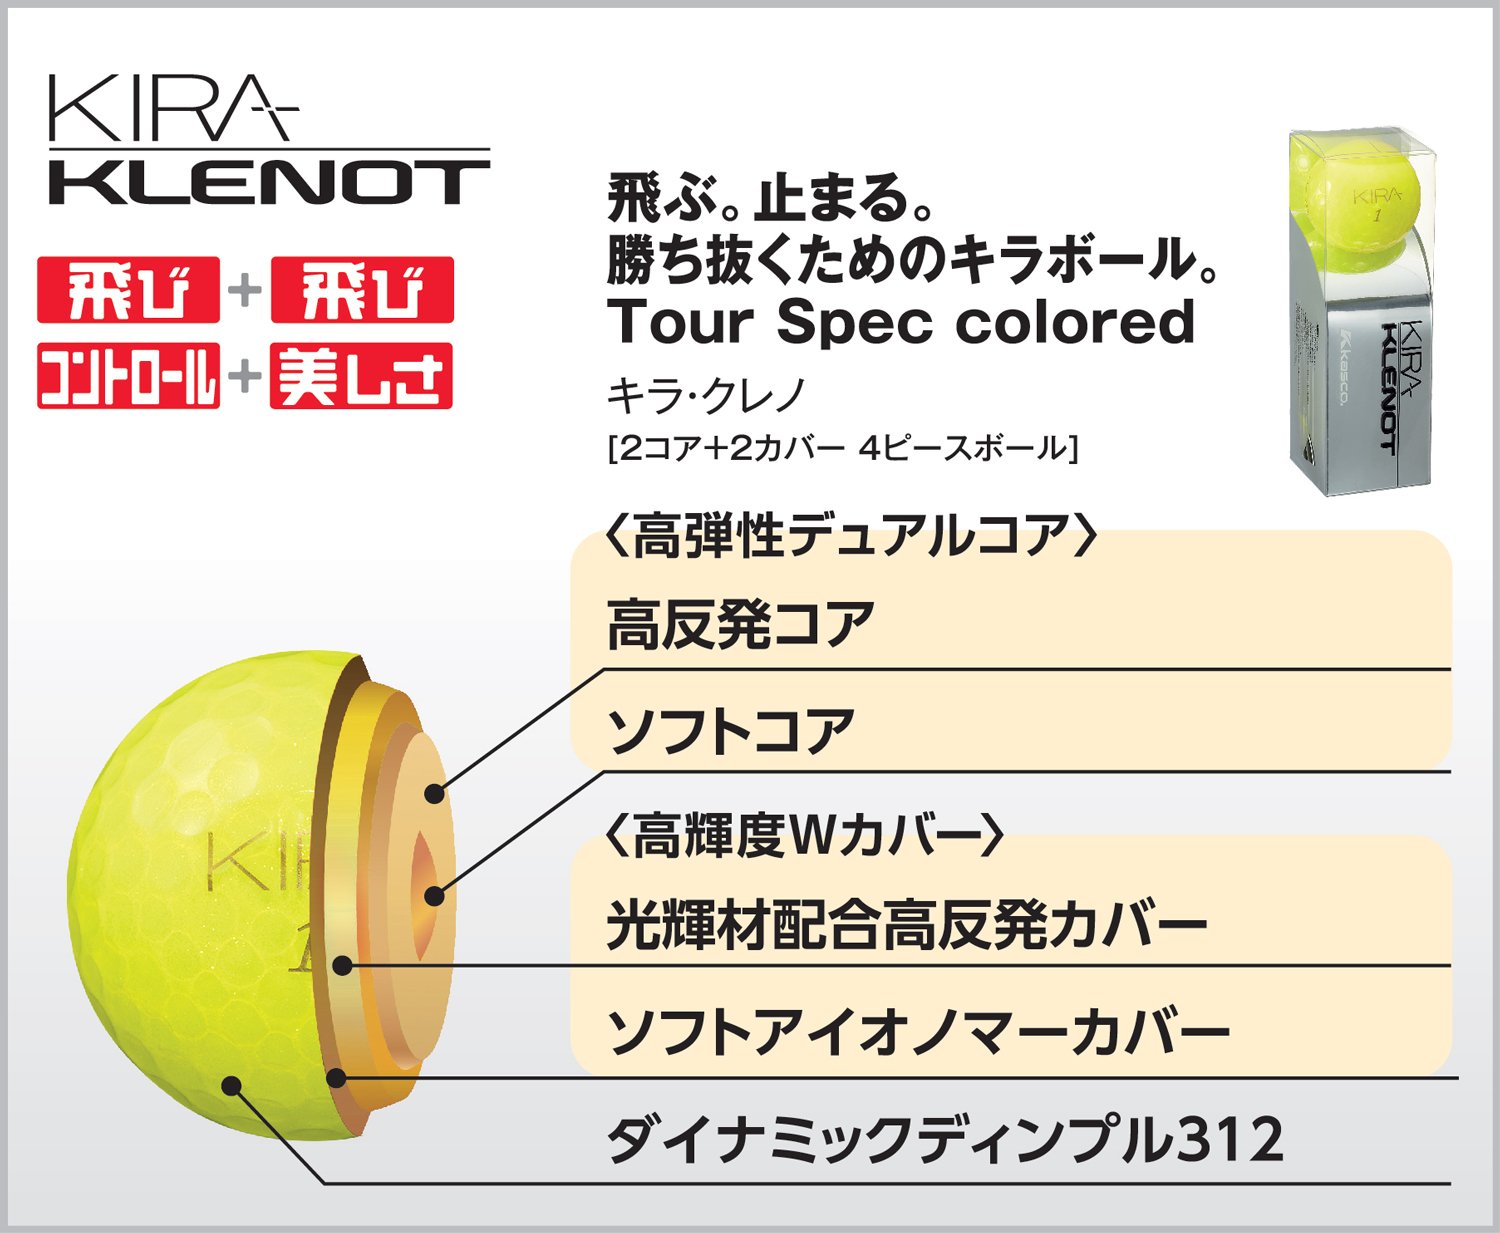 KIRA
KLENOT
飛び+飛び
コントロール+美しさ
飛ぶ。止まる。
勝ち抜くためのキラボール。
Tour Spec colored
キラ・クレノ
[2コア+2カバー 4ピースボール]
KIRA
1
KIRA
KLENOT
kasco.
〈高弾性デュアルコア〉
高反発コア
ソフトコア
〈高輝度Wカバー〉
光輝材配合高反発カバー
ソフトアイオノマーカバー
ダイナミックディンプル312
KIR
1